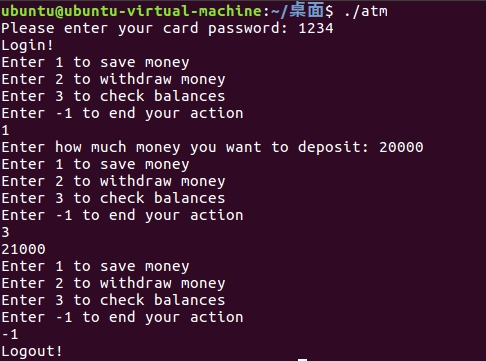 ubuntu@ubuntu-virtual-machine:~/桌面$ ./atm
Please enter your card password: 1234
Login!
Enter 1 to save money
Enter 2 to withdraw money
Enter 3 to check balances
Enter -1 to end your action
1
Enter how much money you want to deposit: 20000
Enter 1 to save money
Enter 2 to withdraw money
Enter 3 to check balances
Enter -1 to end your action
3
21000
Enter 1 to save money
Enter 2 to withdraw money
Enter 3 to check balances
Enter -1 to end your action
-1
Logout!